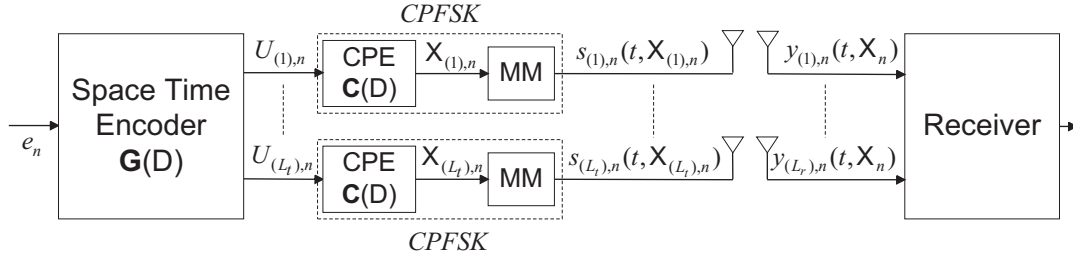 CPFSK
U_{(1),n} CPE C(D) X_{(1),n} MM s_{(1),n}(t, X_{(1),n}) y_{(1),n}(t, X_n)
Space Time Encoder G(D)
e_n
Receiver
U_{(L_t),n} CPE C(D) X_{(L_t),n} MM s_{(L_t),n}(t, X_{(L_t),n}) y_{(L_r),n}(t, X_n)
CPFSK